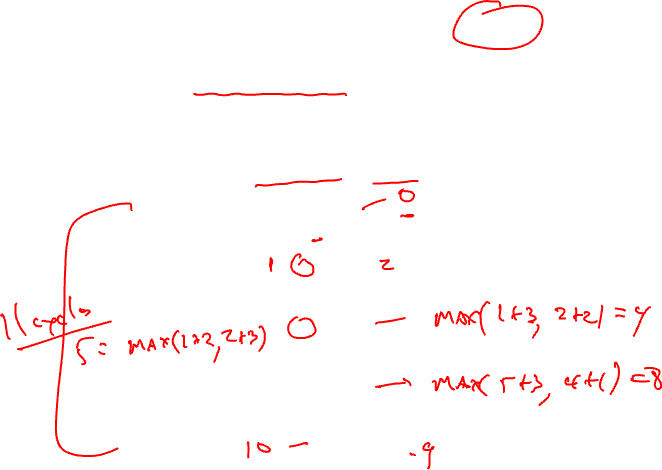 0
1 0 2
11 cycles
5 = MAX(1+2, 2+3) 0 — MAX(1+3, 2+2) = 4
→ MAX(5+3, 4+1) = 8
10 — 9